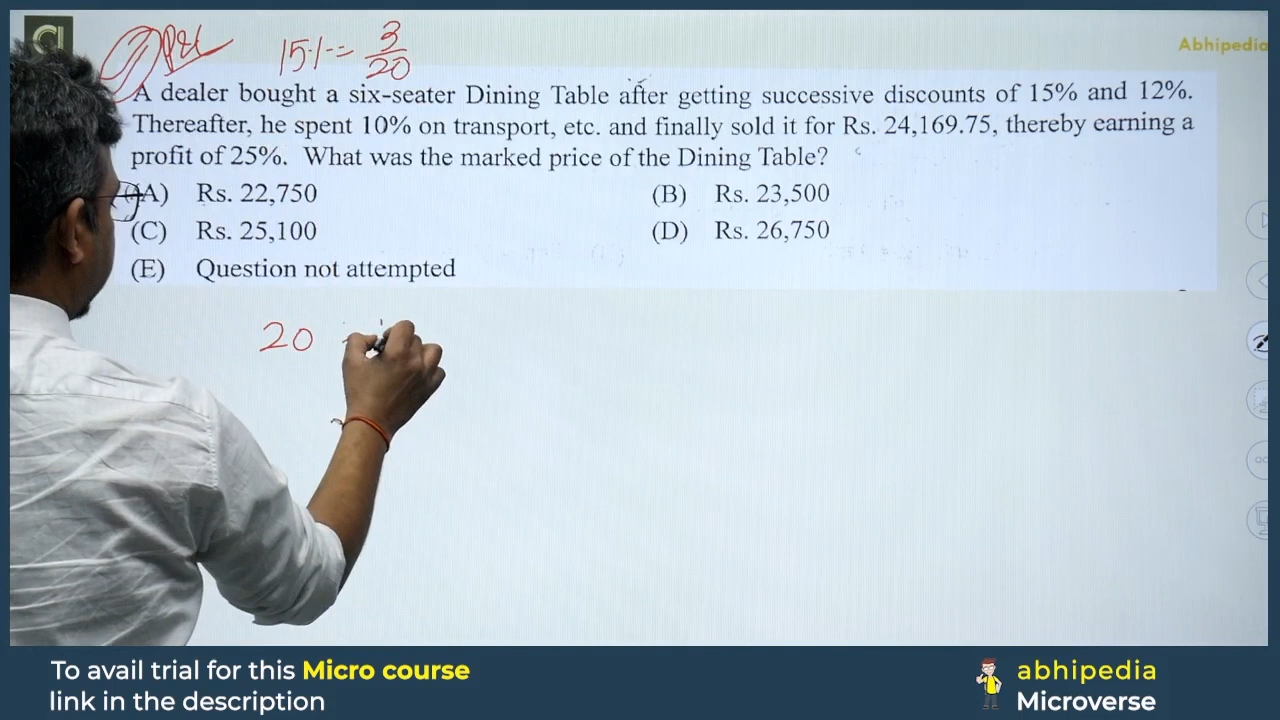 Abhipedia
P&L 15% = 3/20
A dealer bought a six-seater Dining Table after getting successive discounts of 15% and 12%.
Thereafter, he spent 10% on transport, etc. and finally sold it for Rs. 24,169.75, thereby earning a
profit of 25%. What was the marked price of the Dining Table?
(A) Rs. 22,750 (B) Rs. 23,500
(C) Rs. 25,100 (D) Rs. 26,750
(E) Question not attempted
20
To avail trial for this Micro course
link in the description
abhipedia
Microverse